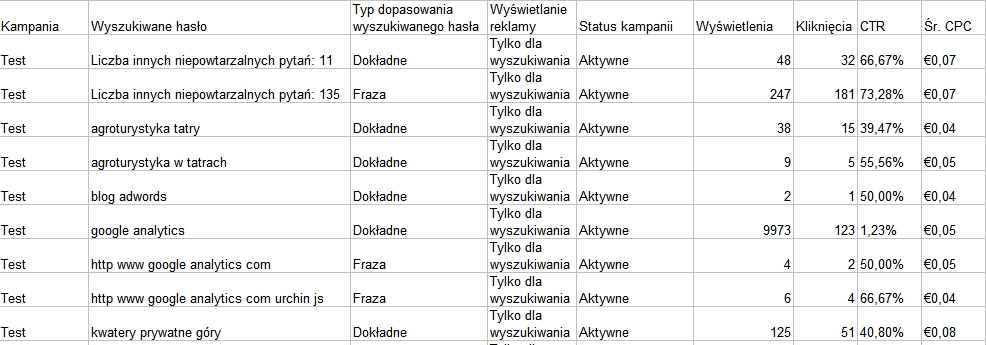 Kampania Wyszukiwane hasło Typ dopasowania wyszukiwanego hasła Wyświetlanie reklamy Status kampanii Wyświetlenia Kliknięcia CTR Śr. CPC
Test Liczba innych niepowtarzalnych pytań: 11 Dokładne Tylko dla wyszukiwania Aktywne 48 32 66,67% €0,07
Test Liczba innych niepowtarzalnych pytań: 135 Fraza Tylko dla wyszukiwania Aktywne 247 181 73,28% €0,07
Test agroturystyka tatry Dokładne Tylko dla wyszukiwania Aktywne 38 15 39,47% €0,04
Test agroturystyka w tatrach Dokładne Tylko dla wyszukiwania Aktywne 9 5 55,56% €0,05
Test blog adwords Dokładne Tylko dla wyszukiwania Aktywne 2 1 50,00% €0,04
Test google analytics Dokładne Tylko dla wyszukiwania Aktywne 9973 123 1,23% €0,05
Test http www google analytics com Fraza Tylko dla wyszukiwania Aktywne 4 2 50,00% €0,05
Test http www google analytics com urchin js Fraza Tylko dla wyszukiwania Aktywne 6 4 66,67% €0,04
Test kwatery prywatne góry Dokładne Tylko dla wyszukiwania Aktywne 125 51 40,80% €0,08